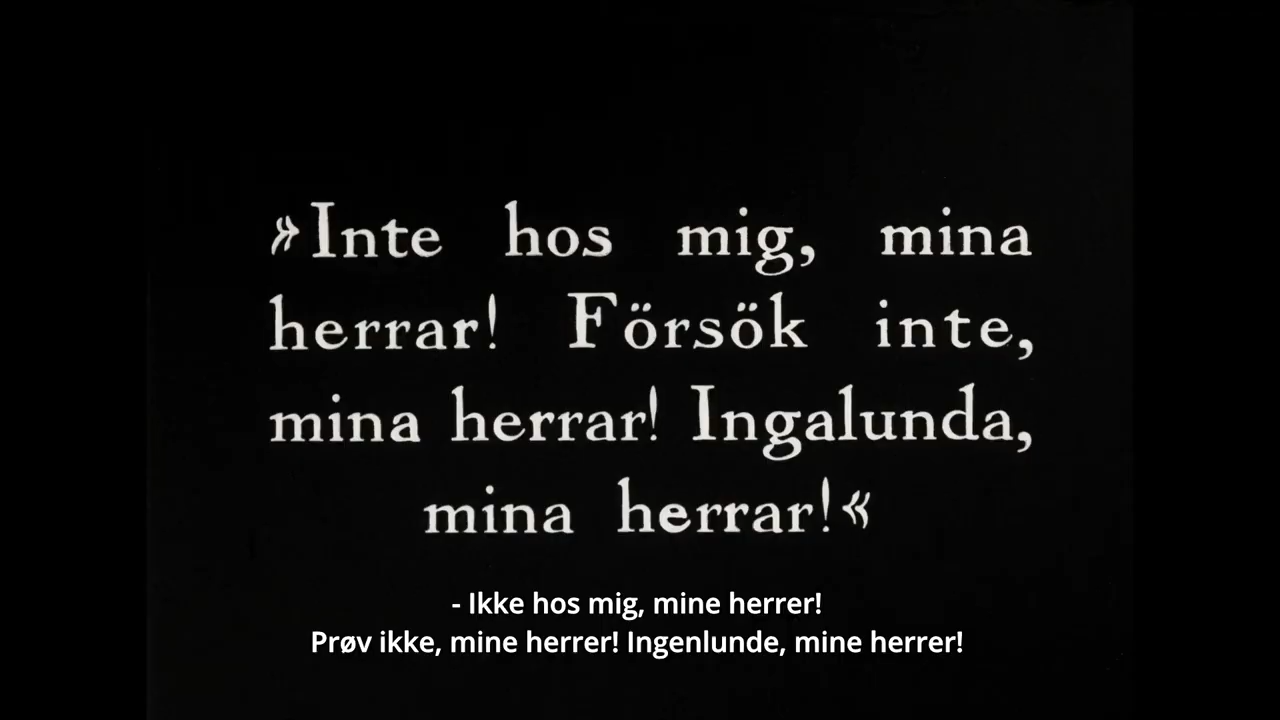 »Inte hos mig, mina
herrar! Försök inte,
mina herrar! Ingalunda,
mina herrar!«
- Ikke hos mig, mine herrer!
Prøv ikke, mine herrer! Ingenlunde, mine herrer!